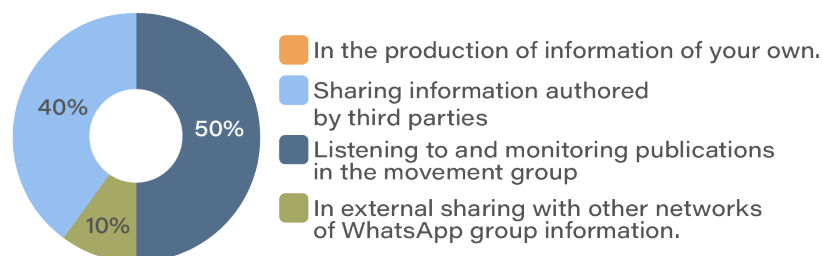 40%
50%
10%
In the production of information of your own.
Sharing information authored
by third parties
Listening to and monitoring publications
in the movement group
In external sharing with other networks
of WhatsApp group information.